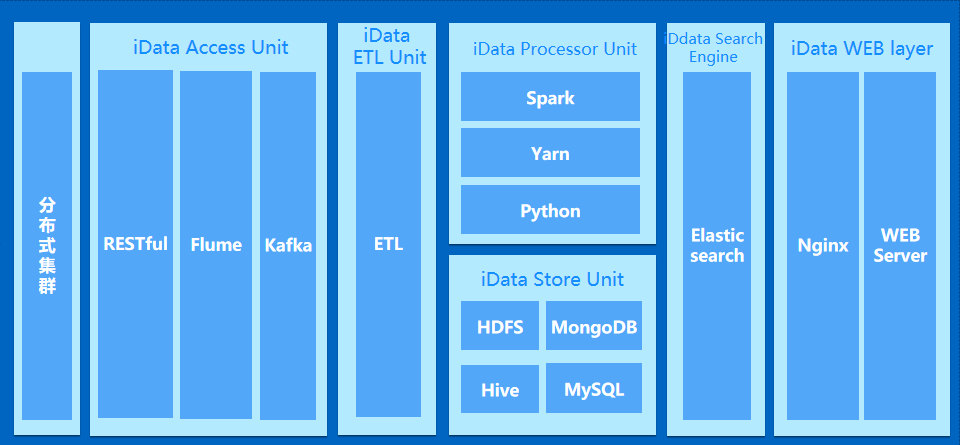 分
布
式
集
群
iData Access Unit
RESTful
Flume
Kafka
iData
ETL Unit
ETL
iData Processor Unit
Spark
Yarn
Python
iData Store Unit
HDFS
MongoDB
Hive
MySQL
iDdata Search
Engine
Elastic
search
iData WEB layer
Nginx
WEB
Server